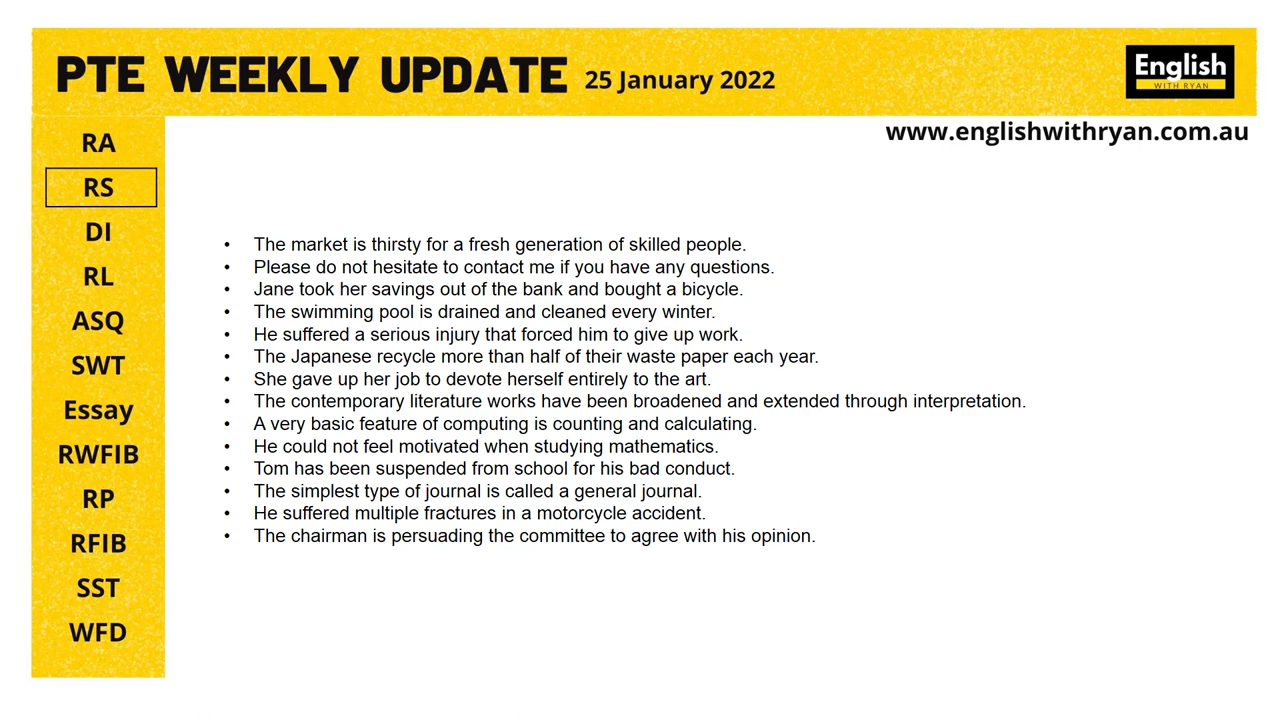 PTE WEEKLY UPDATE 25 January 2022
English
WITH RYAN
www.englishwithryan.com.au
RA
RS
DI
RL
ASQ
SWT
Essay
RWFIB
RP
RFIB
SST
WFD
• The market is thirsty for a fresh generation of skilled people.
• Please do not hesitate to contact me if you have any questions.
• Jane took her savings out of the bank and bought a bicycle.
• The swimming pool is drained and cleaned every winter.
• He suffered a serious injury that forced him to give up work.
• The Japanese recycle more than half of their waste paper each year.
• She gave up her job to devote herself entirely to the art.
• The contemporary literature works have been broadened and extended through interpretation.
• A very basic feature of computing is counting and calculating.
• He could not feel motivated when studying mathematics.
• Tom has been suspended from school for his bad conduct.
• The simplest type of journal is called a general journal.
• He suffered multiple fractures in a motorcycle accident.
• The chairman is persuading the committee to agree with his opinion.